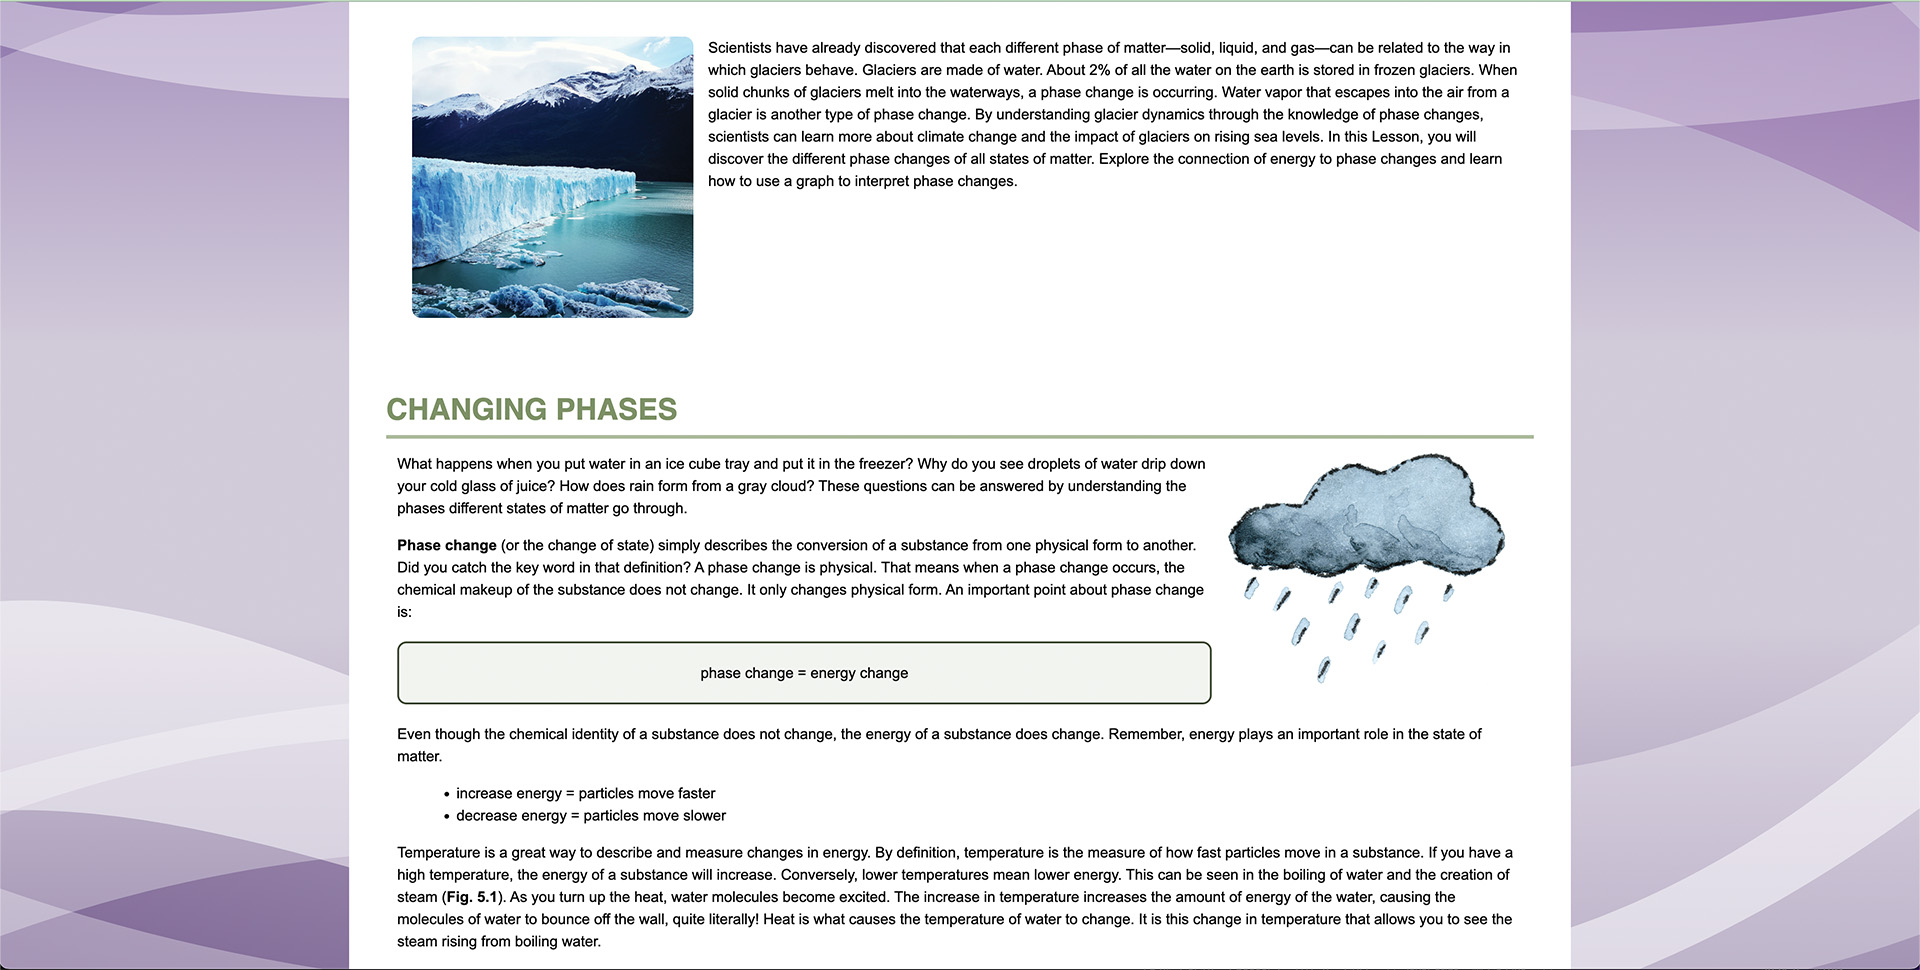 Scientists have already discovered that each different phase of matter—solid, liquid, and gas—can be related to the way in
which glaciers behave. Glaciers are made of water. About 2% of all the water on the earth is stored in frozen glaciers. When
solid chunks of glaciers melt into the waterways, a phase change is occurring. Water vapor that escapes into the air from a
glacier is another type of phase change. By understanding glacier dynamics through the knowledge of phase changes,
scientists can learn more about climate change and the impact of glaciers on rising sea levels. In this Lesson, you will
discover the different phase changes of all states of matter. Explore the connection of energy to phase changes and learn
how to use a graph to interpret phase changes.
CHANGING PHASES
What happens when you put water in an ice cube tray and put it in the freezer? Why do you see droplets of water drip down
your cold glass of juice? How does rain form from a gray cloud? These questions can be answered by understanding the
phases different states of matter go through.
Phase change (or the change of state) simply describes the conversion of a substance from one physical form to another.
Did you catch the key word in that definition? A phase change is physical. That means when a phase change occurs, the
chemical makeup of the substance does not change. It only changes physical form. An important point about phase change
is:
phase change = energy change
Even though the chemical identity of a substance does not change, the energy of a substance does change. Remember, energy plays an important role in the state of
matter.
• increase energy = particles move faster
• decrease energy = particles move slower
Temperature is a great way to describe and measure changes in energy. By definition, temperature is the measure of how fast particles move in a substance. If you have a
high temperature, the energy of a substance will increase. Conversely, lower temperatures mean lower energy. This can be seen in the boiling of water and the creation of
steam (Fig. 5.1). As you turn up the heat, water molecules become excited. The increase in temperature increases the amount of energy of the water, causing the
molecules of water to bounce off the wall, quite literally! Heat is what causes the temperature of water to change. It is this change in temperature that allows you to see the
steam rising from boiling water.